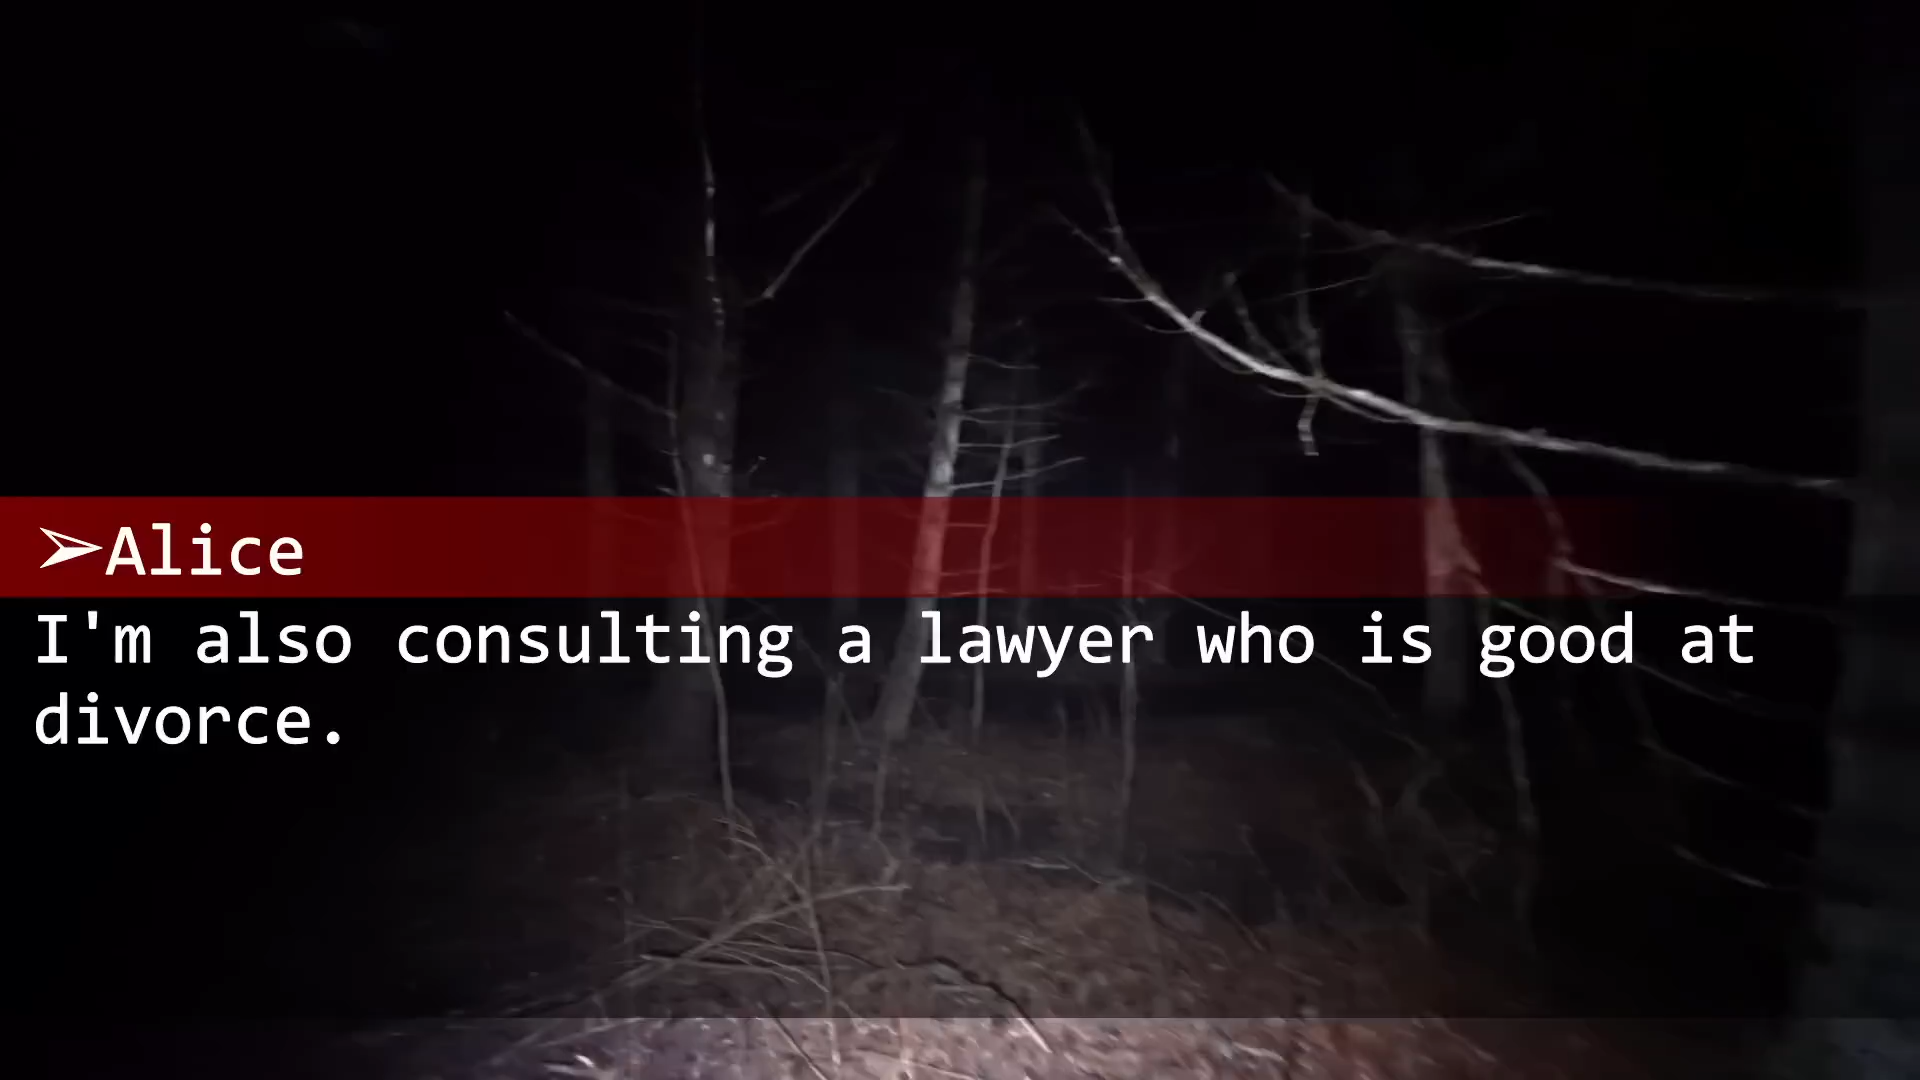 ➢Alice
I'm also consulting a lawyer who is good at
divorce.